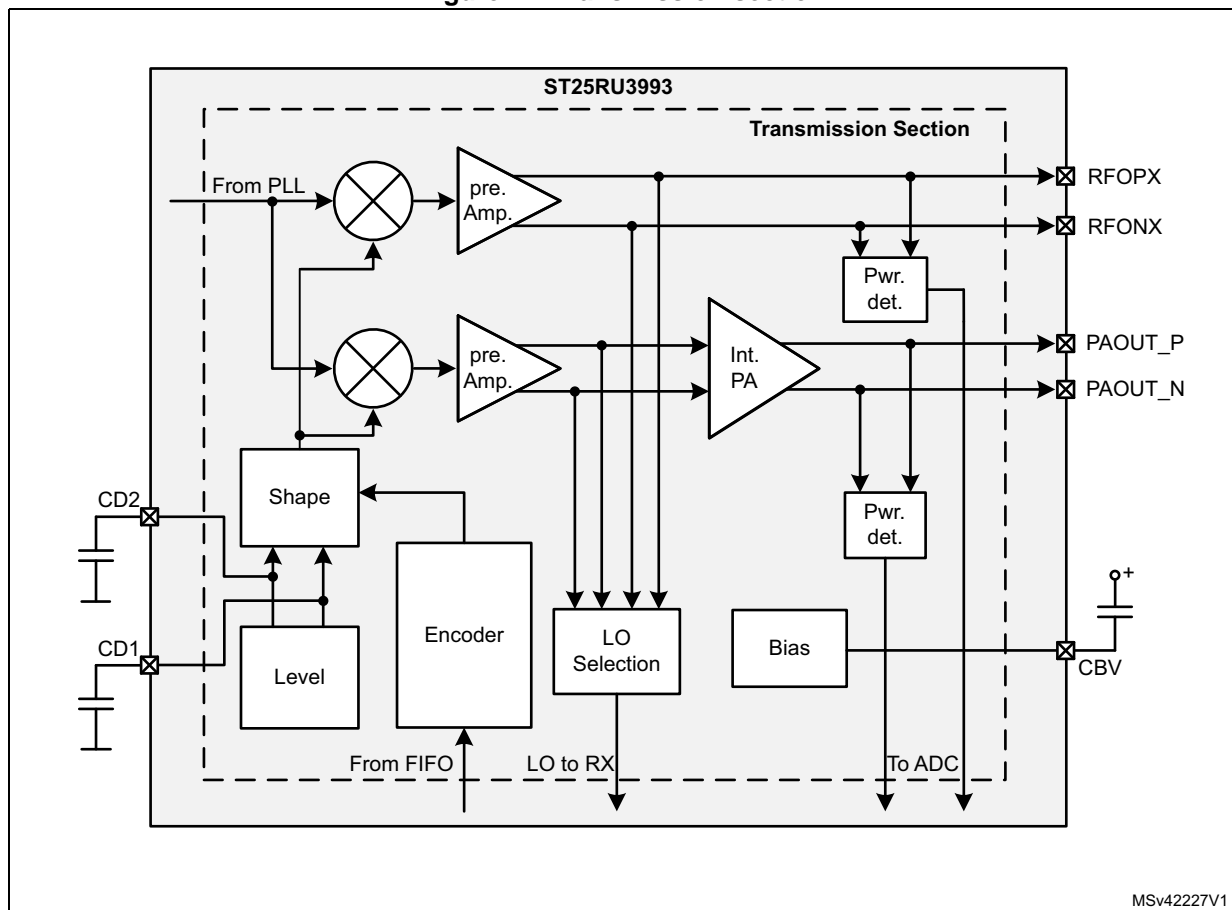 ST25RU3993
Transmission Section
From PLL
pre.
Amp.
RFOPX
RFONX
Pwr.
det.
pre.
Amp.
Int.
PA
PAOUT_P
PAOUT_N
CD2
Shape
Pwr.
det.
CD1
Level
Encoder
LO
Selection
Bias
+
CBV
From FIFO
LO to RX
To ADC
MSv42227V1